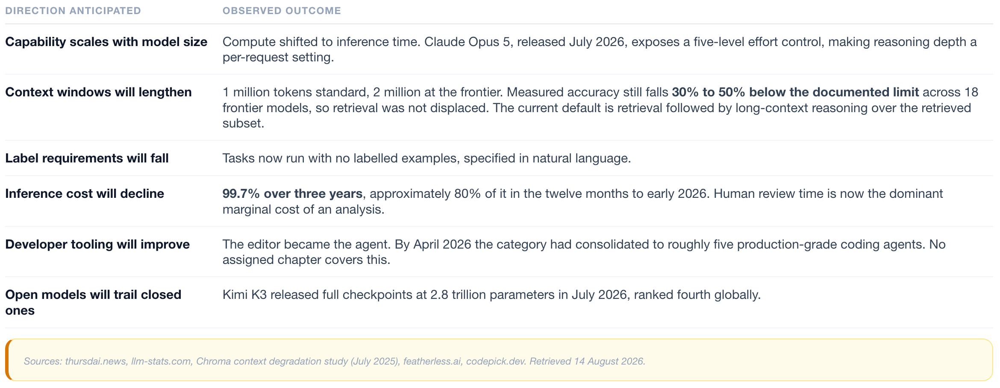 DIRECTION ANTICIPATED
OBSERVED OUTCOME
Capability scales with model size
Compute shifted to inference time. Claude Opus 5, released July 2026, exposes a five-level effort control, making reasoning depth a
per-request setting.
Context windows will lengthen
1 million tokens standard, 2 million at the frontier. Measured accuracy still falls 30% to 50% below the documented limit across 18
frontier models, so retrieval was not displaced. The current default is retrieval followed by long-context reasoning over the retrieved
subset.
Label requirements will fall
Tasks now run with no labelled examples, specified in natural language.
Inference cost will decline
99.7% over three years, approximately 80% of it in the twelve months to early 2026. Human review time is now the dominant
marginal cost of an analysis.
Developer tooling will improve
The editor became the agent. By April 2026 the category had consolidated to roughly five production-grade coding agents. No
assigned chapter covers this.
Open models will trail closed
ones
Kimi K3 released full checkpoints at 2.8 trillion parameters in July 2026, ranked fourth globally.
Sources: thursdai.news, llm-stats.com, Chroma context degradation study (July 2025), featherless.ai, codepick.dev. Retrieved 14 August 2026.